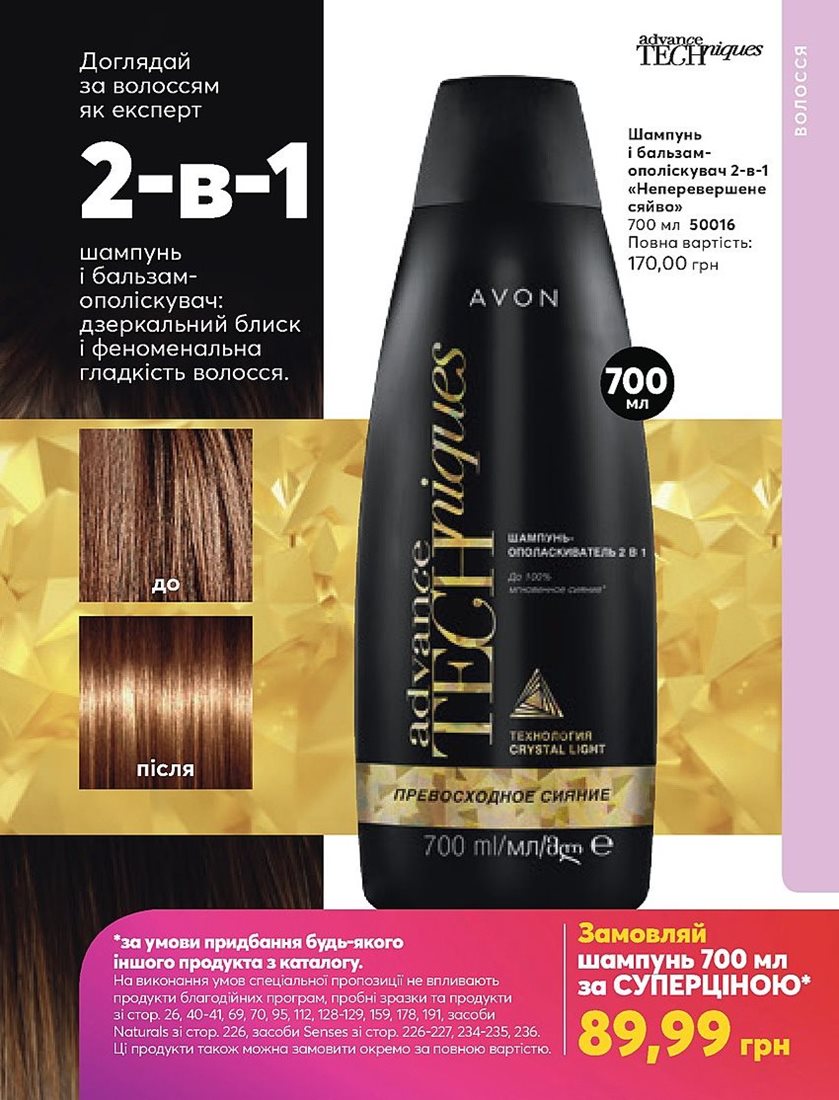 Доглядай
за волоссям
як експерт
2-в-1
шампунь
і бальзам-
ополіскувач:
дзеркальний блиск
і феноменальна
гладкість волосся.
до
після
advance
TECHniques
ВОЛОССЯ
Шампунь
і бальзам-
ополіскувач 2-в-1
«Неперевершене
сяйво»
700 мл 50016
Повна вартість:
170,00 грн
700
мл
AVON
advance
TECHniques
ШАМПУНЬ-
ОПОЛАСКИВАТЕЛЬ 2 В 1
До 100%
мгновенное сияние*
ТЕХНОЛОГИЯ
CRYSTAL LIGHT
ПРЕВОСХОДНОЕ СИЯНИЕ
700 ml/мл/მლ e
*за умови придбання будь-якого
іншого продукта з каталогу.
На виконання умов спеціальної пропозиції не впливають
продукти благодійних програм, пробні зразки та продукти
зі стор. 26, 40-41, 69, 70, 95, 112, 128-129, 159, 178, 191, засоби
Naturals зі стор. 226, засоби Senses зі стор. 226-227, 234-235, 236.
Ці продукти також можна замовити окремо за повною вартістю.
Замовляй
шампунь 700 мл
за СУПЕРЦІНОЮ*
89,99 грн